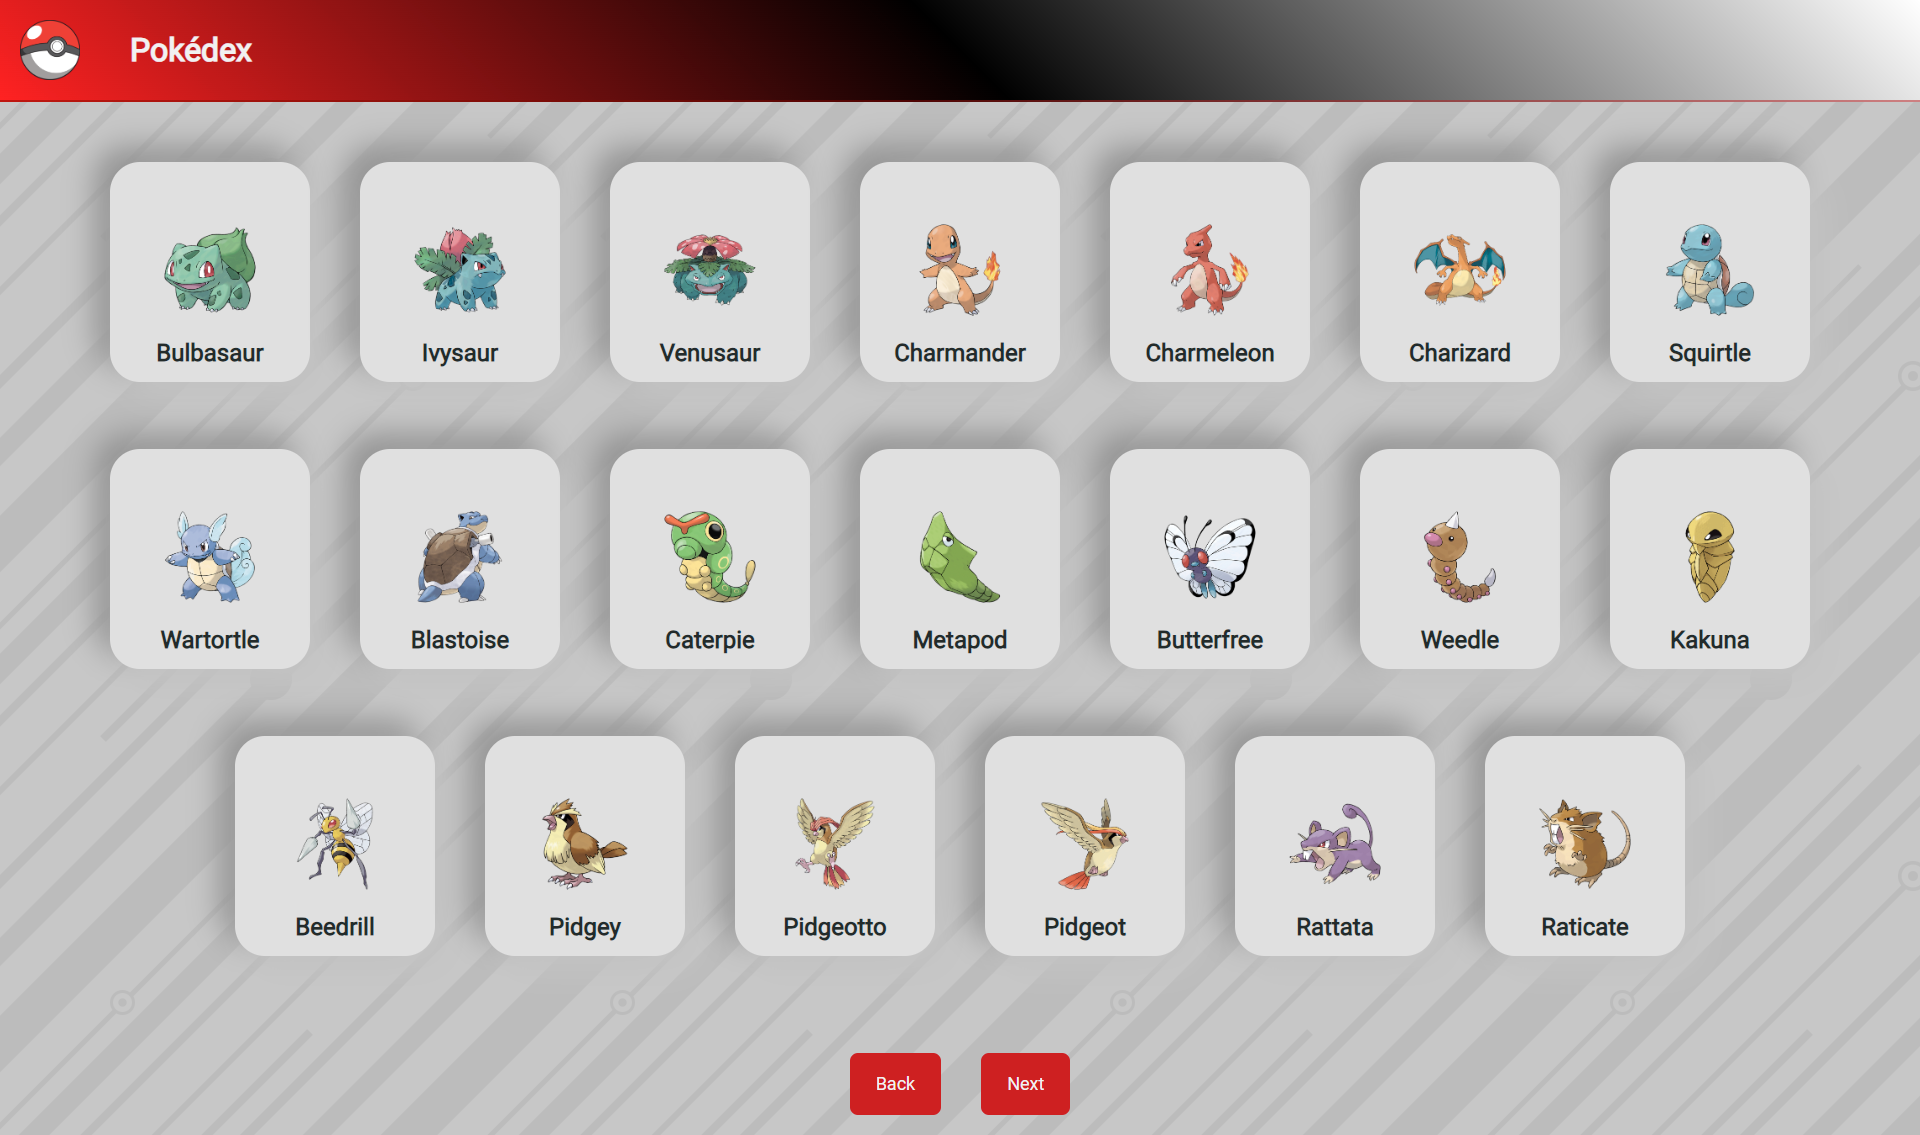 Pokédex
Bulbasaur
Ivysaur
Venusaur
Charmander
Charmeleon
Charizard
Squirtle
Wartortle
Blastoise
Caterpie
Metapod
Butterfree
Weedle
Kakuna
Beedrill
Pidgey
Pidgeotto
Pidgeot
Rattata
Raticate
Back
Next